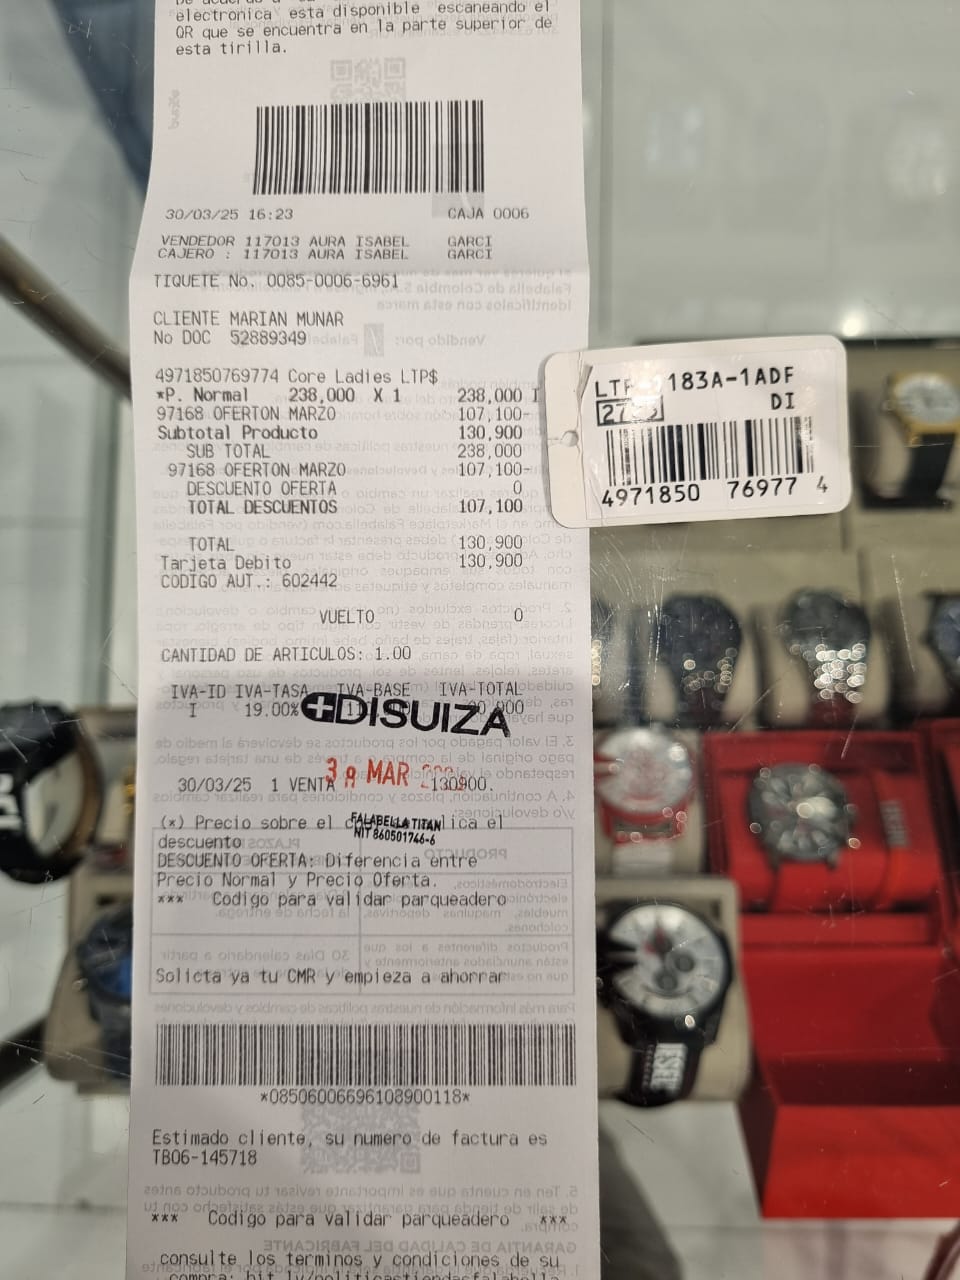 electronica esta disponible escaneando el
QR que se encuentra en la parte superior de
esta tirilla.
30/03/25 16:23 CAJA 0006
VENDEDOR 117013 AURA ISABEL GARCI
CAJERO : 117013 AURA ISABEL GARCI
TIQUETE No. 0085-0006-6961
CLIENTE MARIAN MUNAR
No DOC 52889349
4971850769774 Core Ladies LTP$
*P. Normal 238,000 X 1 238,000 I
97168 OFERTON MARZO 107,100-
Subtotal Producto 130,900
SUB TOTAL 238,000
97168 OFERTON MARZO 107,100-
DESCUENTO OFERTA 0
TOTAL DESCUENTOS 107,100
TOTAL 130,900
Tarjeta Debito 130,900
CODIGO AUT.: 602442
VUELTO 0
CANTIDAD DE ARTICULOS: 1.00
IVA-ID IVA-TASA IVA-BASE IVA-TOTAL
I 19.00%
DISUIZA
MAR
30/03/25 1 VENTA 130900.
(*) Precio sobre el
descuento
FALABELLA TITAN
NIT 860501746-6
DESCUENTO OFERTA: Diferencia entre
Precio Normal y Precio Oferta.
*** Codigo para validar parqueadero
Solicta ya tu CMR y empieza a ahorrar
*08506006696108900118*
Estimado cliente, su numero de factura es
TB06-145718
*** Codigo para validar parqueadero ***
consulte los terminos y condiciones de su
183A-1ADF
DI
4971850 76977 4